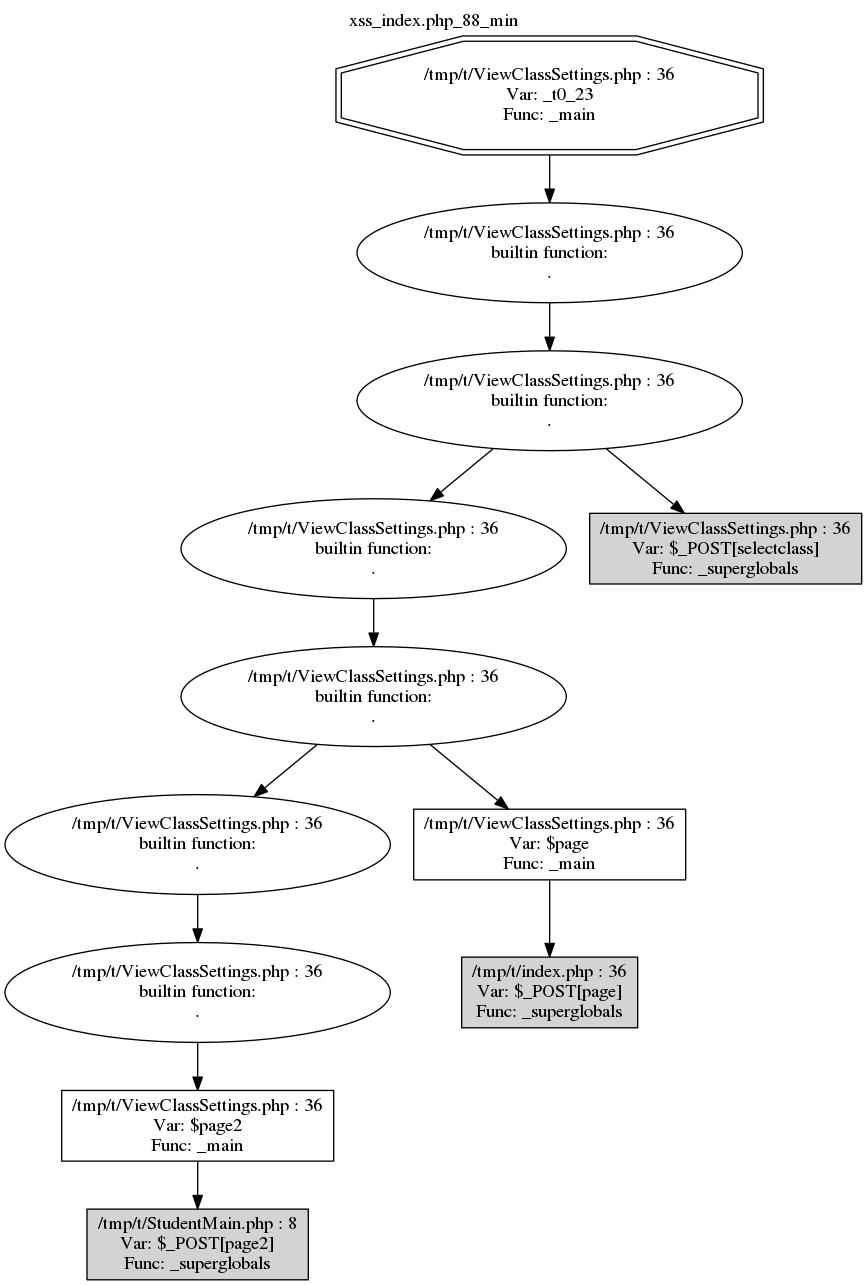 xss_index.php_88_min
/tmp/t/ViewClassSettings.php : 36
Var: _t0_23
Func: _main
/tmp/t/ViewClassSettings.php : 36
builtin function:
.
/tmp/t/ViewClassSettings.php : 36
builtin function:
.
/tmp/t/ViewClassSettings.php : 36
builtin function:
.
/tmp/t/ViewClassSettings.php : 36
Var: $_POST[selectclass]
Func: _superglobals
/tmp/t/ViewClassSettings.php : 36
builtin function:
.
/tmp/t/ViewClassSettings.php : 36
builtin function:
.
/tmp/t/ViewClassSettings.php : 36
Var: $page
Func: _main
/tmp/t/ViewClassSettings.php : 36
builtin function:
.
/tmp/t/index.php : 36
Var: $_POST[page]
Func: _superglobals
/tmp/t/ViewClassSettings.php : 36
Var: $page2
Func: _main
/tmp/t/StudentMain.php : 8
Var: $_POST[page2]
Func: _superglobals